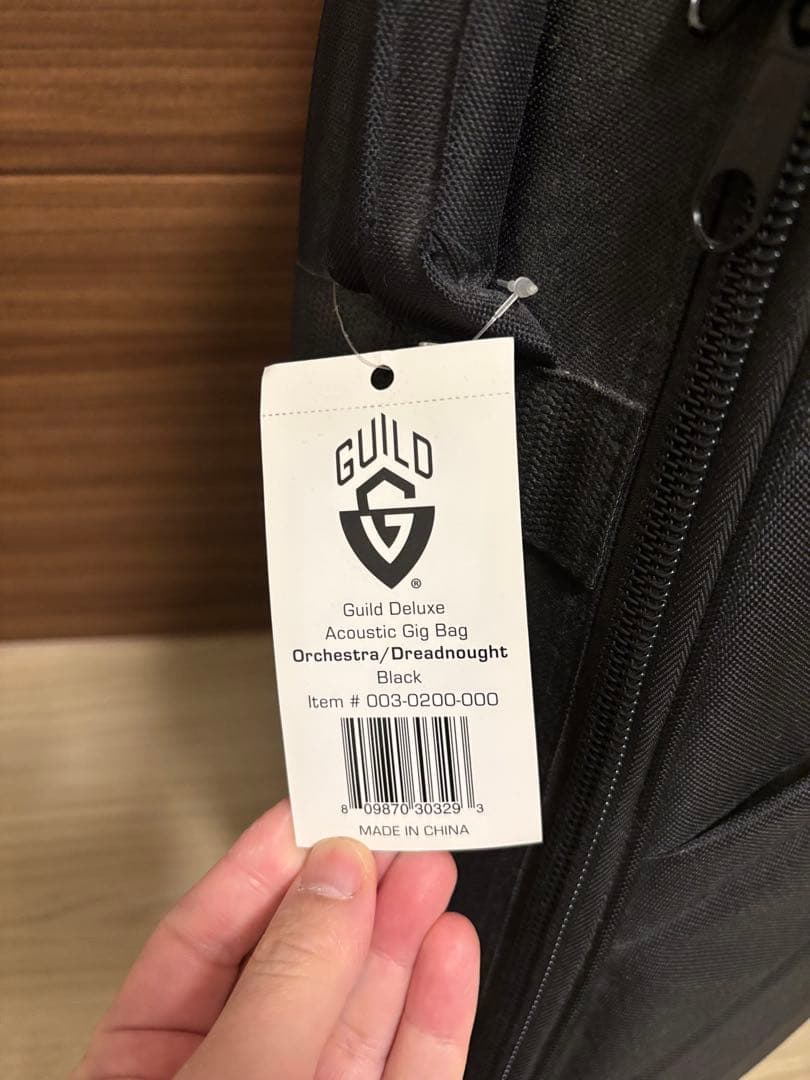 GUILD
G
®
Guild Deluxe
Acoustic Gig Bag
Orchestra/Dreadnought
Black
Item # 003-0200-000
8 09870 30329 3
MADE IN CHINA